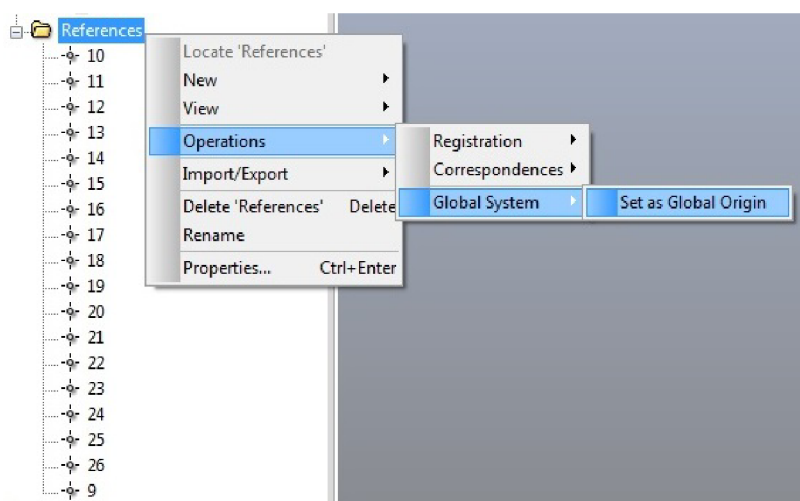 References
10
11
12
13
14
15
16
17
18
19
20
21
22
23
24
25
26
9
Locate 'References'
New
View
Operations
Import/Export
Delete 'References' Delete
Rename
Properties... Ctrl+Enter
Registration
Correspondences
Global System
Set as Global Origin